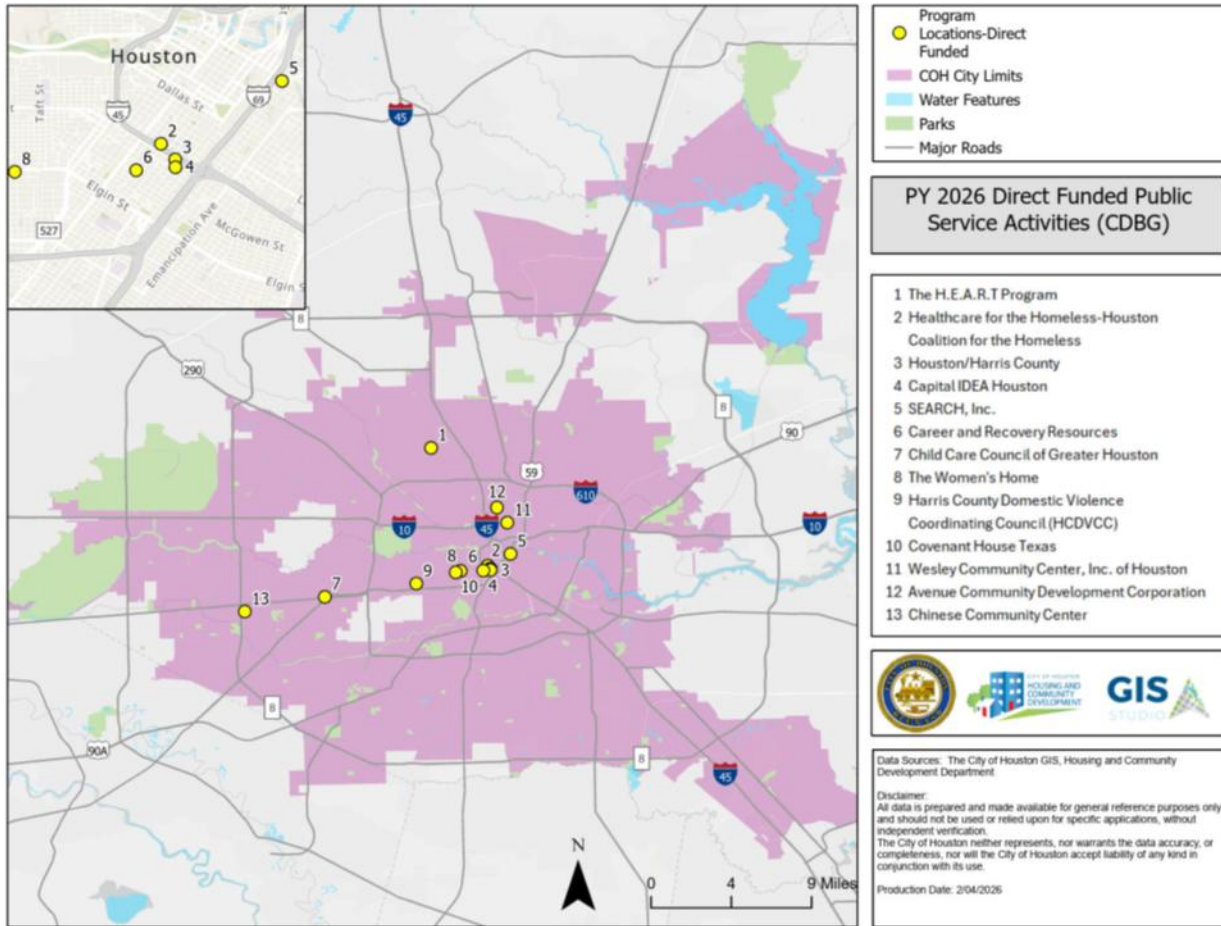 Houston
Dallas St
Taft St
45
69
5
2
3
4
6
8
Elgin St
527
Emancipation Ave
McGowen St
Elgin S
45
8
290
8
90
59
1
610
12
11
10
45
10
5
2
6
8
3
4
10
9
7
13
8
90A
8
45
N
0 4 9 Miles
Program
Locations-Direct
Funded
COH City Limits
Water Features
Parks
Major Roads
PY 2026 Direct Funded Public
Service Activities (CDBG)
1 The H.E.A.R.T Program
2 Healthcare for the Homeless-Houston
Coalition for the Homeless
3 Houston/Harris County
4 Capital IDEA Houston
5 SEARCH, Inc.
6 Career and Recovery Resources
7 Child Care Council of Greater Houston
8 The Women's Home
9 Harris County Domestic Violence
Coordinating Council (HCDVCC)
10 Covenant House Texas
11 Wesley Community Center, Inc. of Houston
12 Avenue Community Development Corporation
13 Chinese Community Center
CITY OF HOUSTON
HOUSING AND
COMMUNITY
DEVELOPMENT
GIS
STUDIO
Data Sources: The City of Houston GIS, Housing and Community
Development Department
Disclaimer:
All data is prepared and made available for general reference purposes only
and should not be used or relied upon for specific applications, without
independent verification.
The City of Houston neither represents, nor warrants the data accuracy, or
completeness, nor will the City of Houston accept liability of any kind in
conjunction with its use.
Production Date: 2/04/2026